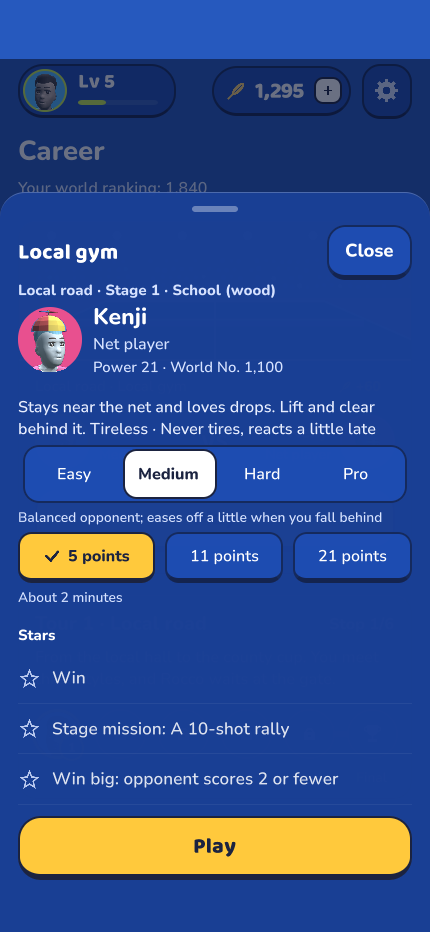 Lv 5
1,295
+
Career
Your world ranking: 1,840
Local gym
Close
Local road · Stage 1 · School (wood)
Kenji
Net player
Power 21 · World No. 1,100
Stays near the net and loves drops. Lift and clear
behind it. Tireless · Never tires, reacts a little late
Easy
Medium
Hard
Pro
Balanced opponent; eases off a little when you fall behind
5 points
11 points
21 points
About 2 minutes
Stars
Win
Stage mission: A 10-shot rally
Win big: opponent scores 2 or fewer
Play